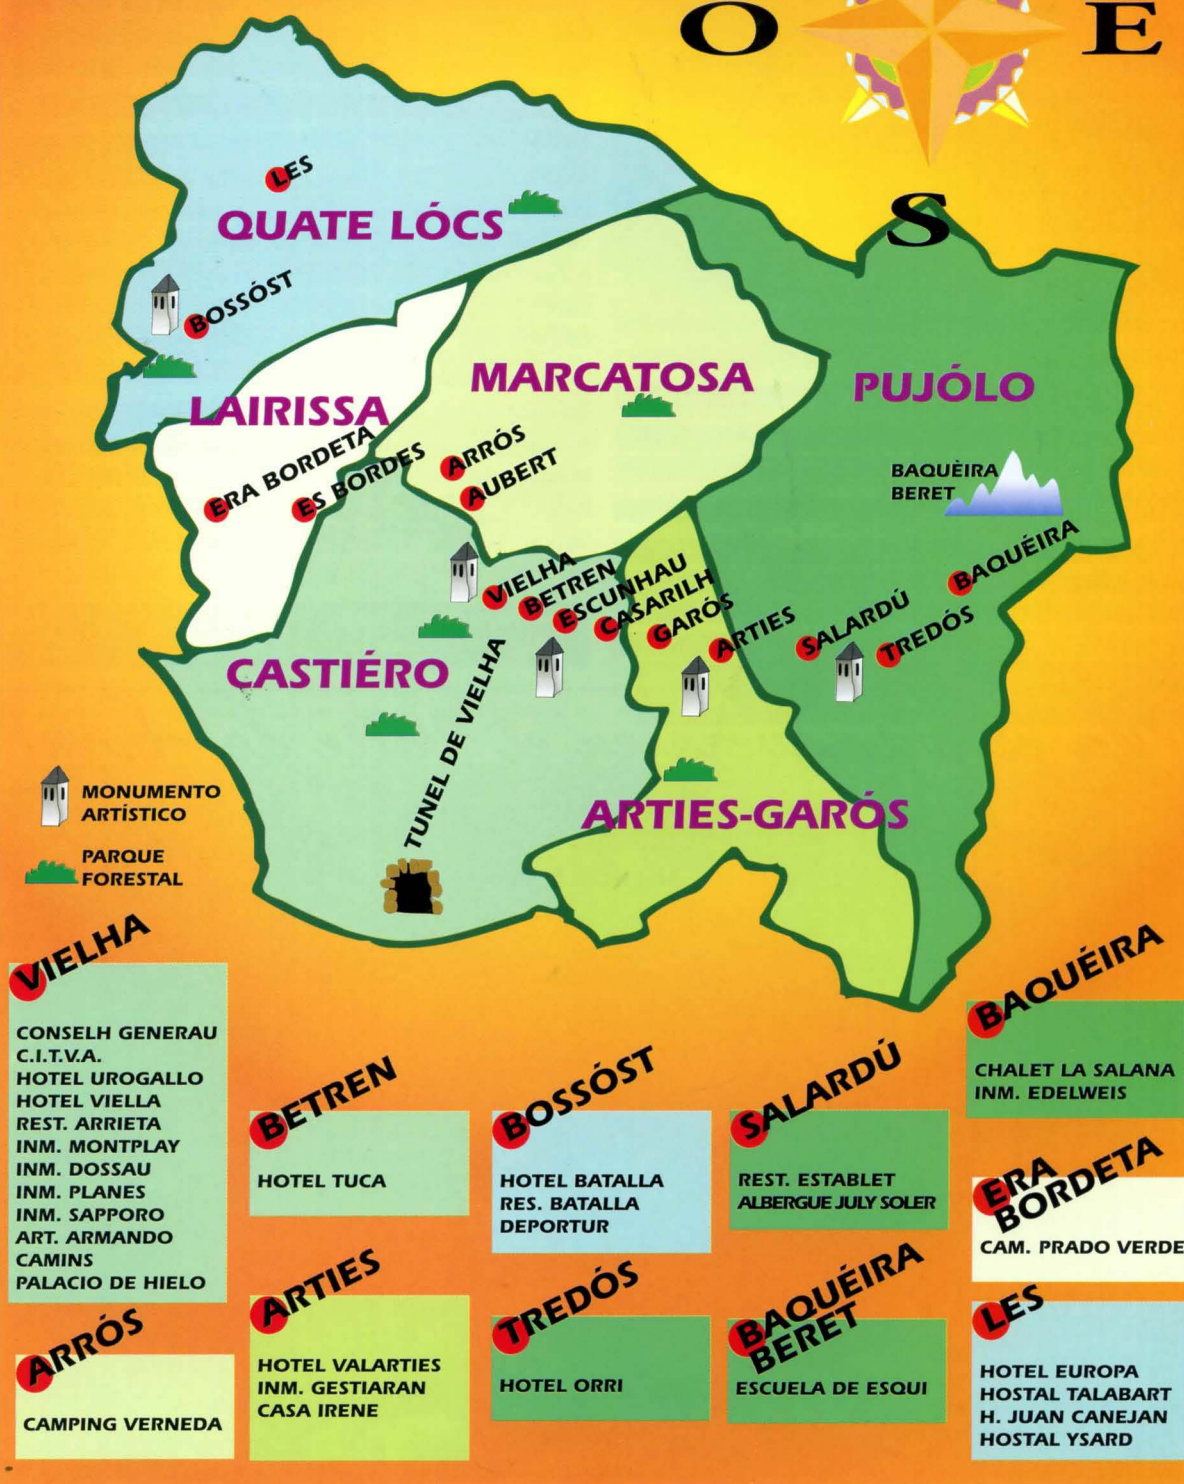 O
E
S
LES
QUATE LÓCS
BOSSÓST
LAIRISSA
MARCATOSA
PUJÓLO
ERA BORDETA
ES BORDES
ARRÓS
AUBERT
BAQUÈIRA
BERET
VIELHA
BETREN
ESCUNHAU
CASARILH
GARÓS
ARTIES
SALARDÚ
TREDÓS
BAQUÉIRA
CASTIÉRO
TUNEL DE VIELHA
ARTIES-GARÓS
MONUMENTO
ARTÍSTICO
PARQUE
FORESTAL
VIELHA
CONSELH GENERAU
C.I.T.V.A.
HOTEL UROGALLO
HOTEL VIELLA
REST. ARRIETA
INM. MONTPLAY
INM. DOSSAU
INM. PLANES
INM. SAPPORO
ART. ARMANDO
CAMINS
PALACIO DE HIELO
BETREN
HOTEL TUCA
BOSSÓST
HOTEL BATALLA
RES. BATALLA
DEPORTUR
SALARDÚ
REST. ESTABLET
ALBERGUE JULY SOLER
BAQUÉIRA
CHALET LA SALANA
INM. EDELWEIS
ERA
BORDETA
CAM. PRADO VERDE
ARRÓS
CAMPING VERNEDA
ARTIES
HOTEL VALARTIES
INM. GESTIARAN
CASA IRENE
TREDÓS
HOTEL ORRI
BAQUÉIRA
BERET
ESCUELA DE ESQUI
LES
HOTEL EUROPA
HOSTAL TALABART
H. JUAN CANEJAN
HOSTAL YSARD